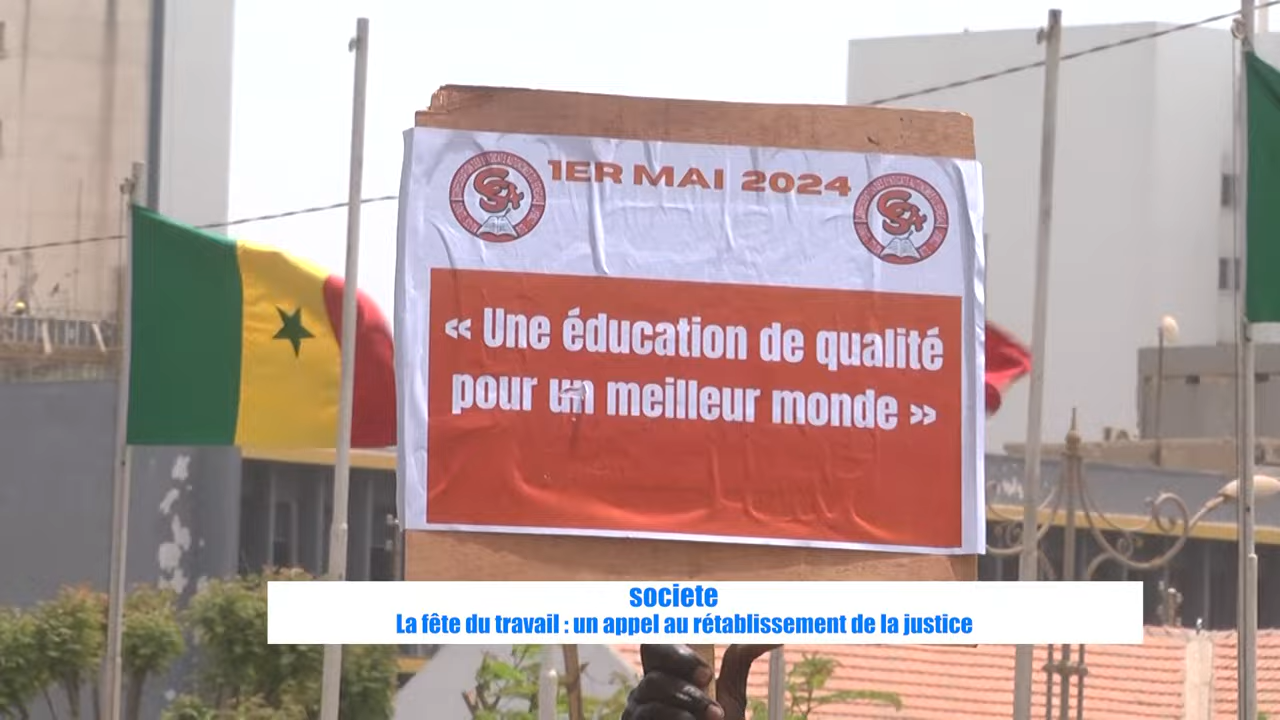 1ER MAI 2024
« Une éducation de qualité
pour un meilleur monde »
societe
La fête du travail : un appel au rétablissement de la justice